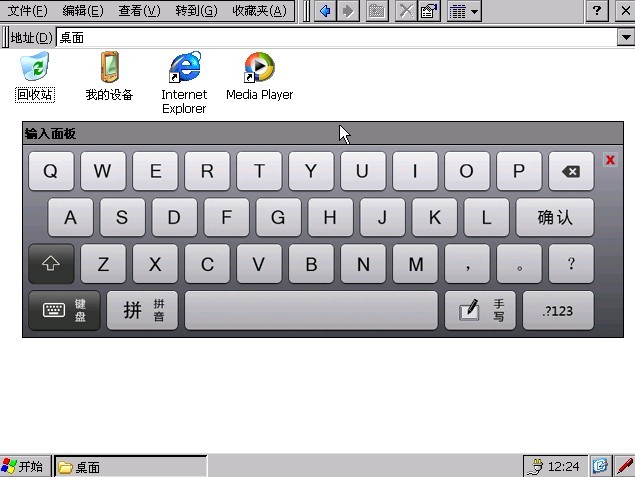 文件(F) 编辑(E) 查看(V) 转到(G) 收藏夹(A) ?
地址(D) 桌面
回收站 我的设备 Internet Explorer Media Player
输入面板
Q W E R T Y U I O P
A S D F G H J K L 确认
Z X C V B N M , 。 ?
键盘 拼 拼音 手写 .?123
开始 桌面 12:24